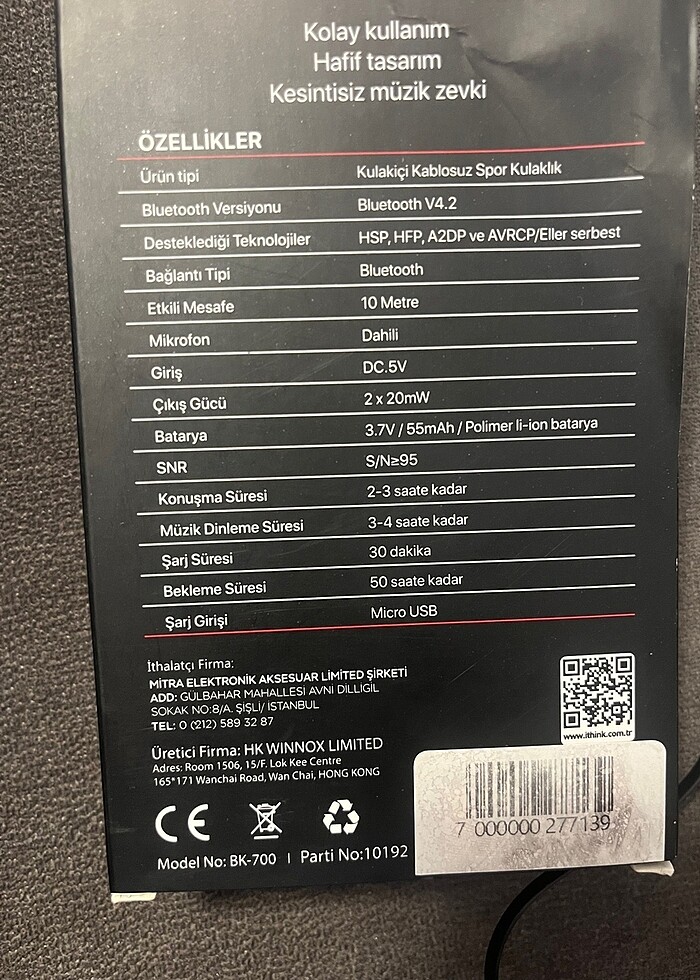 Kolay kullanım
Hafif tasarım
Kesintisiz müzik zevki
ÖZELLİKLER
Ürün tipi Kulakiçi Kablosuz Spor Kulaklık
Bluetooth Versiyonu Bluetooth V4.2
Desteklediği Teknolojiler HSP, HFP, A2DP ve AVRCP/Eller serbest
Bağlantı Tipi Bluetooth
Etkili Mesafe 10 Metre
Mikrofon Dahili
Giriş DC.5V
Çıkış Gücü 2 x 20mW
Batarya 3.7V / 55mAh / Polimer li-ion batarya
SNR S/N≥95
Konuşma Süresi 2-3 saate kadar
Müzik Dinleme Süresi 3-4 saate kadar
Şarj Süresi 30 dakika
Bekleme Süresi 50 saate kadar
Şarj Girişi Micro USB
İthalatçı Firma:
MİTRA ELEKTRONİK AKSESUAR LİMİTED ŞİRKETİ
ADD: GÜLBAHAR MAHALLESİ AVNİ DİLLİGİL
SOKAK NO:8/A. ŞİŞLİ/ İSTANBUL
TEL: 0 (212) 589 32 87
www.ithink.com.tr
Üretici Firma: HK WINNOX LIMITED
Adres: Room 1506, 15/F. Lok Kee Centre
165*171 Wanchai Road, Wan Chai, HONG KONG
7 000000 277139
CE
Model No: BK-700 | Parti No:10192